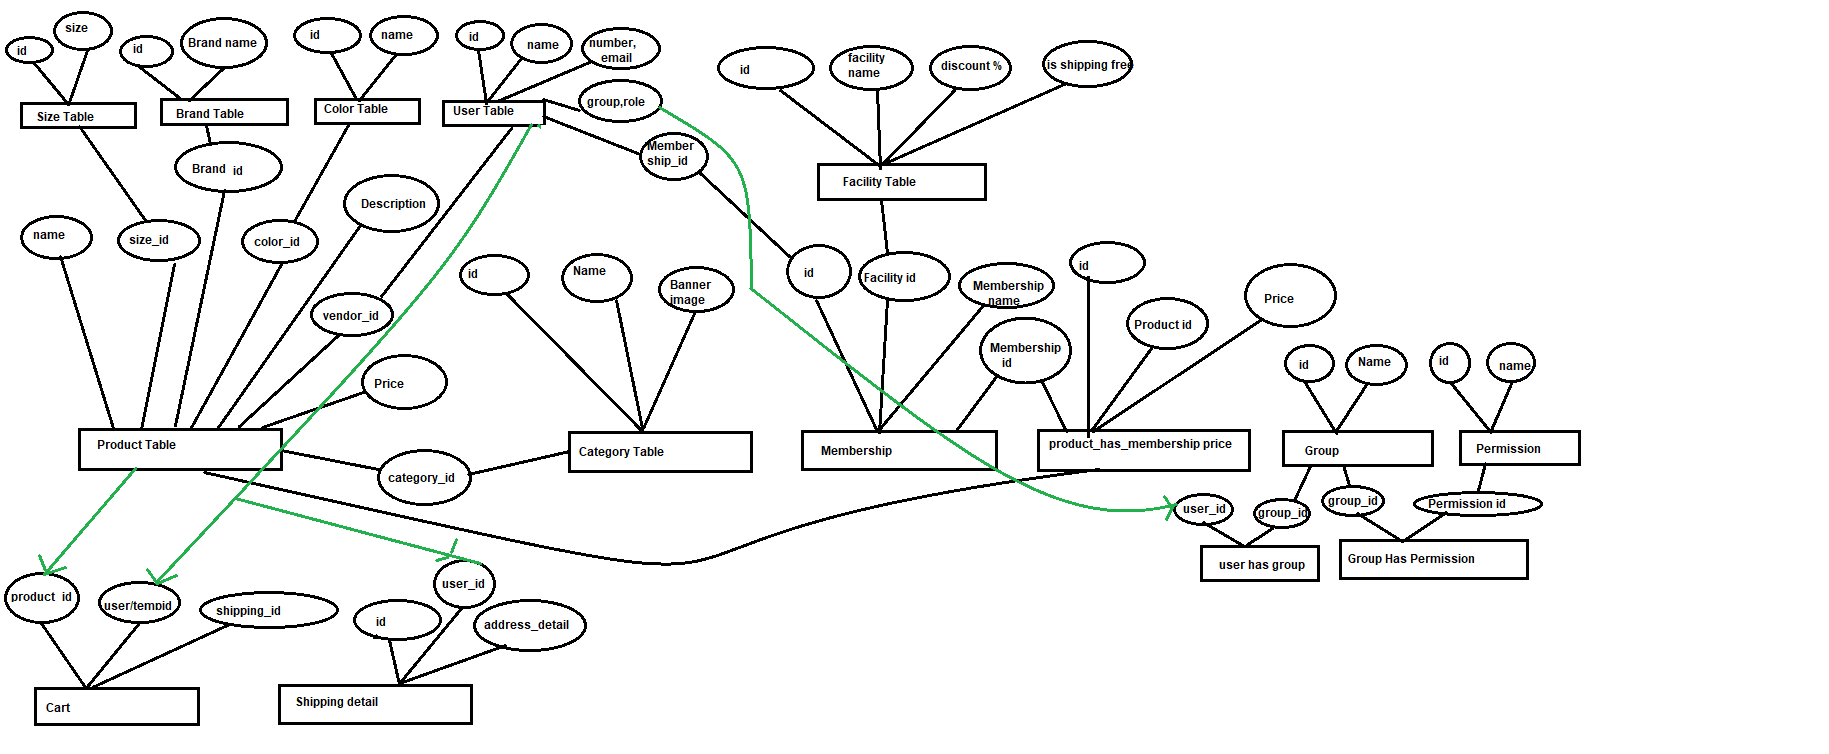 size
id
id
Brand name
id
name
id
name
number,
email
group,role
id
facility
name
discount %
is shipping free
Size Table
Brand Table
Color Table
User Table
Member
ship_id
Facility Table
Brand id
Description
name
size_id
color_id
vendor_id
id
Name
Banner
image
id
Facility id
Membership
name
id
Product id
Price
Membership
id
Price
id
Name
id
name
Product Table
category_id
Category Table
Membership
product_has_membership price
Group
Permission
user_id
group_id
group_id
Permission id
user has group
Group Has Permission
product_id
user/tempid
shipping_id
id
user_id
address_detail
Cart
Shipping detail